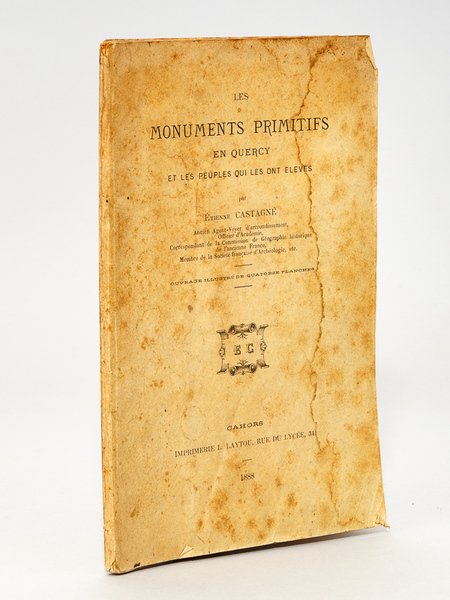 LES
MONUMENTS PRIMITIFS
EN QUERCY
ET LES PEUPLES QUI LES ONT ÉLEVÉS
par
ÉTIENNE CASTAGNÉ
Ancien Agent-Voyer d'arrondissement,
Officier d'Académie,
Correspondant de la Commission de Géographie historique
de l'ancienne France,
Membre de la Société française d'Archéologie, etc.
OUVRAGE ILLUSTRÉ DE QUATORZE PLANCHES
E C
CAHORS
IMPRIMERIE L. LAYTOU, RUE DU LYCÉE, 34
1888